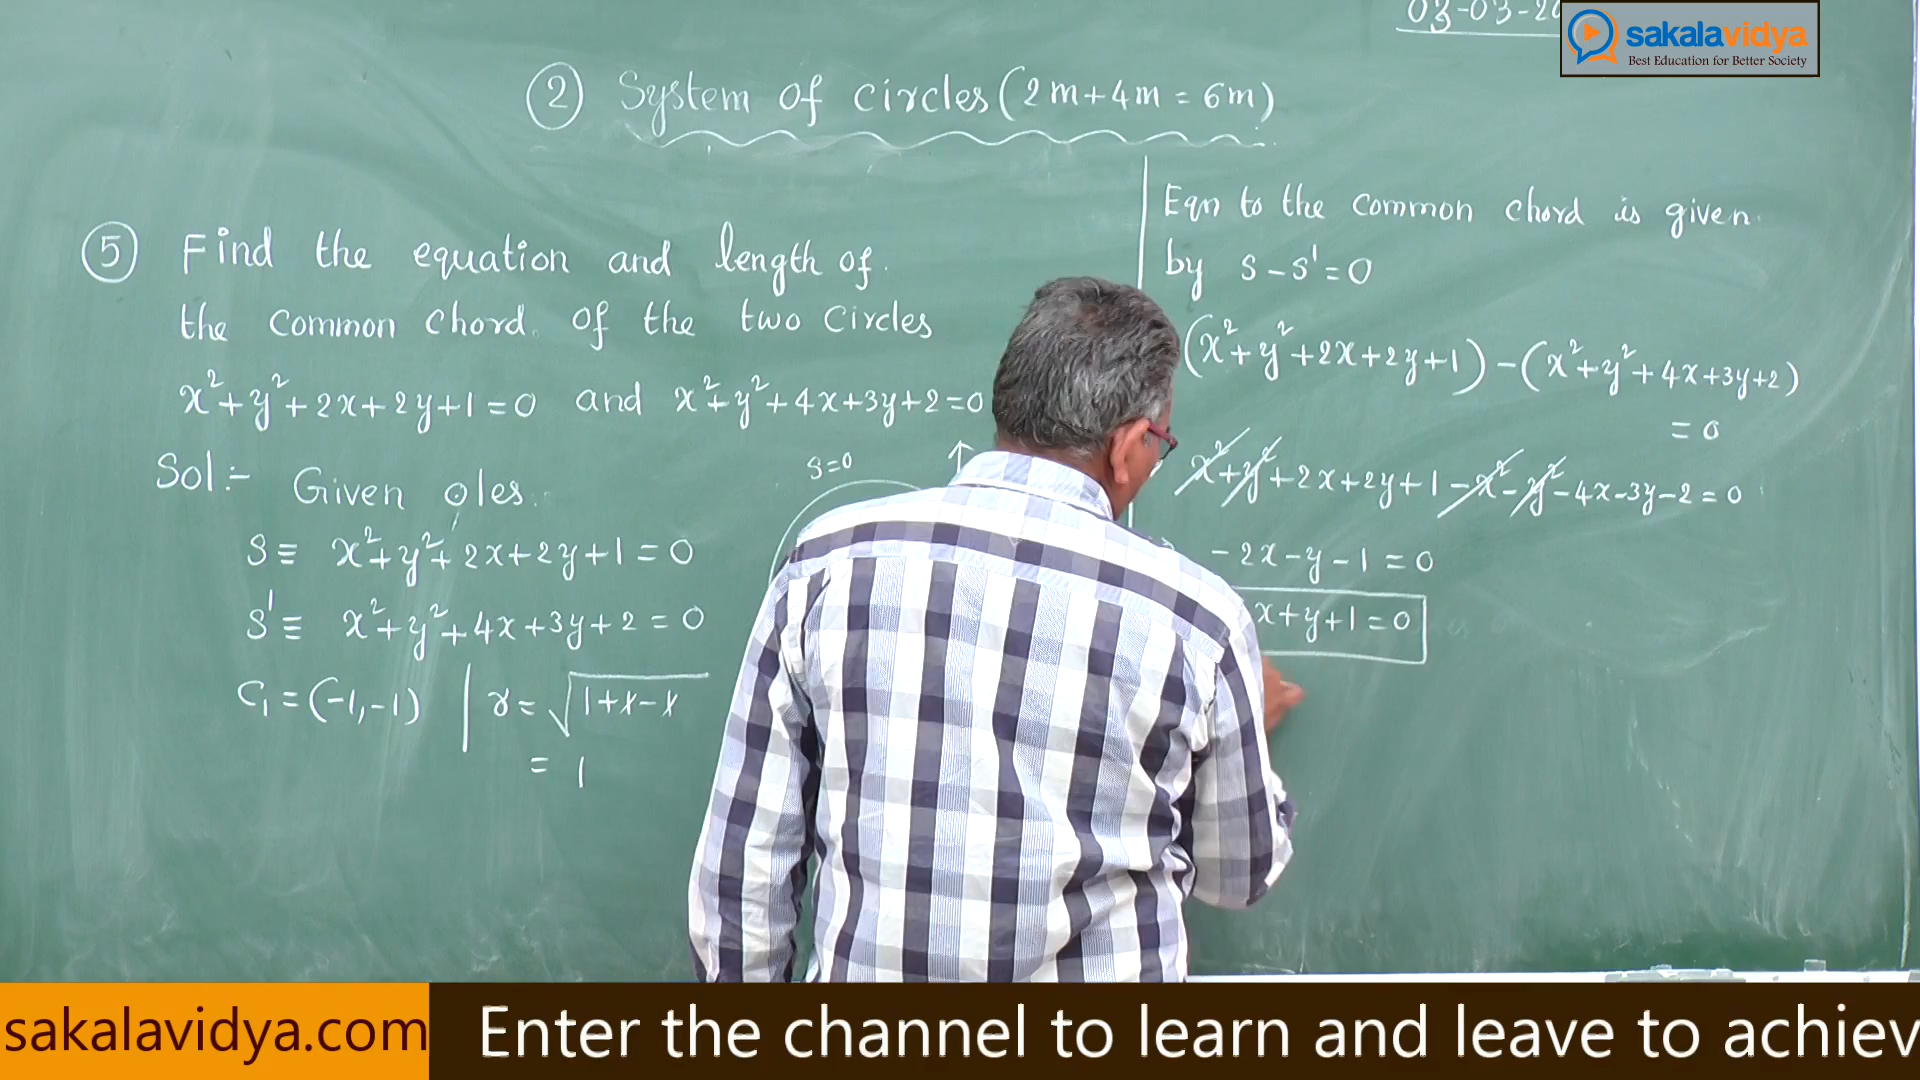 03-03-20
sakalavidya
Best Education for Better Society
② System of circles (2m+4m = 6m)
⑤ Find the equation and length of
the common chord of the two circles
x²+y²+2x+2y+1=0 and x²+y²+4x+3y+2=0
Sol:- Given ⊙les
S≡ x²+y²+2x+2y+1=0
S'≡ x²+y²+4x+3y+2=0
C₁=(-1,-1) | r=√1+1-1
= 1
S=0
Eqn to the common chord is given
by S-S'=0
(x²+y²+2x+2y+1)-(x²+y²+4x+3y+2)
=0
x²+y²+2x+2y+1-x²-y²-4x-3y-2=0
-2x-y-1=0
x+y+1=0
sakalavidya.com
Enter the channel to learn and leave to achiev